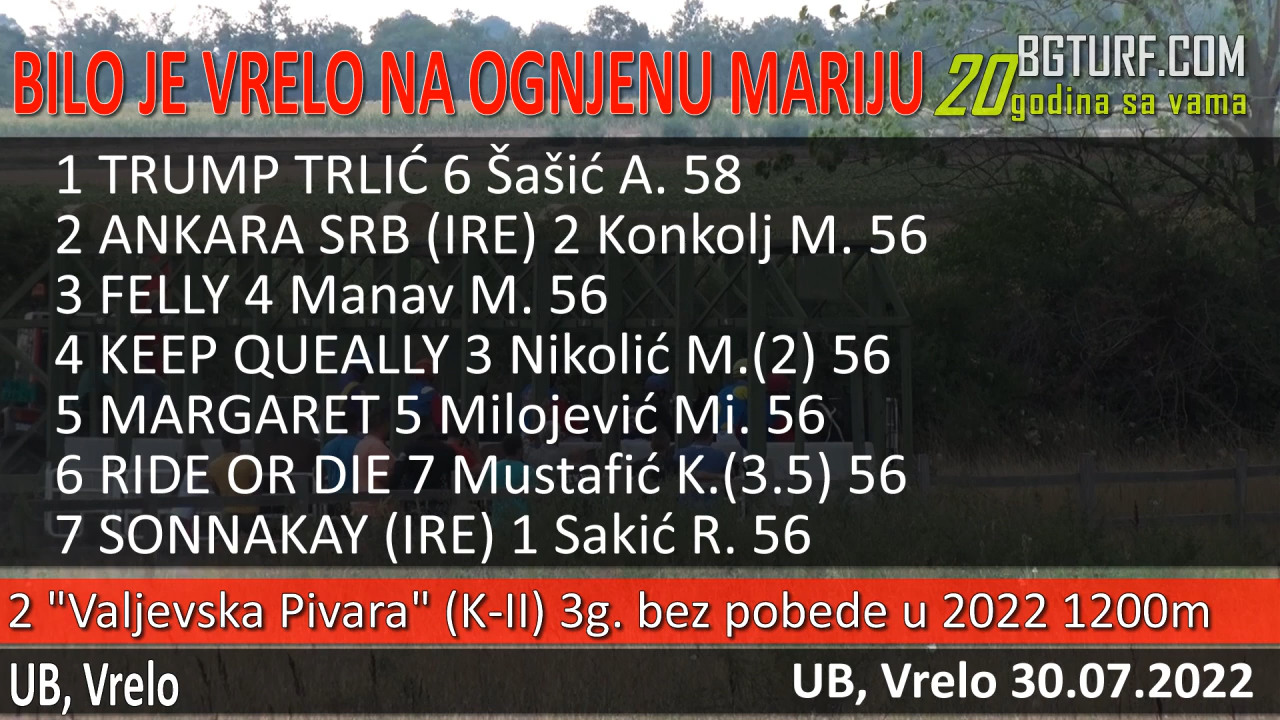 BILO JE VRELO NA OGNJENU MARIJU
20 BGTURF.COM
godina sa vama
1 TRUMP TRLIĆ 6 Šašić A. 58
2 ANKARA SRB (IRE) 2 Konkolj M. 56
3 FELLY 4 Manav M. 56
4 KEEP QUEALLY 3 Nikolić M.(2) 56
5 MARGARET 5 Milojević Mi. 56
6 RIDE OR DIE 7 Mustafić K.(3.5) 56
7 SONNAKAY (IRE) 1 Sakić R. 56
2 "Valjevska Pivara" (K-II) 3g. bez pobede u 2022 1200m
UB, Vrelo
UB, Vrelo 30.07.2022